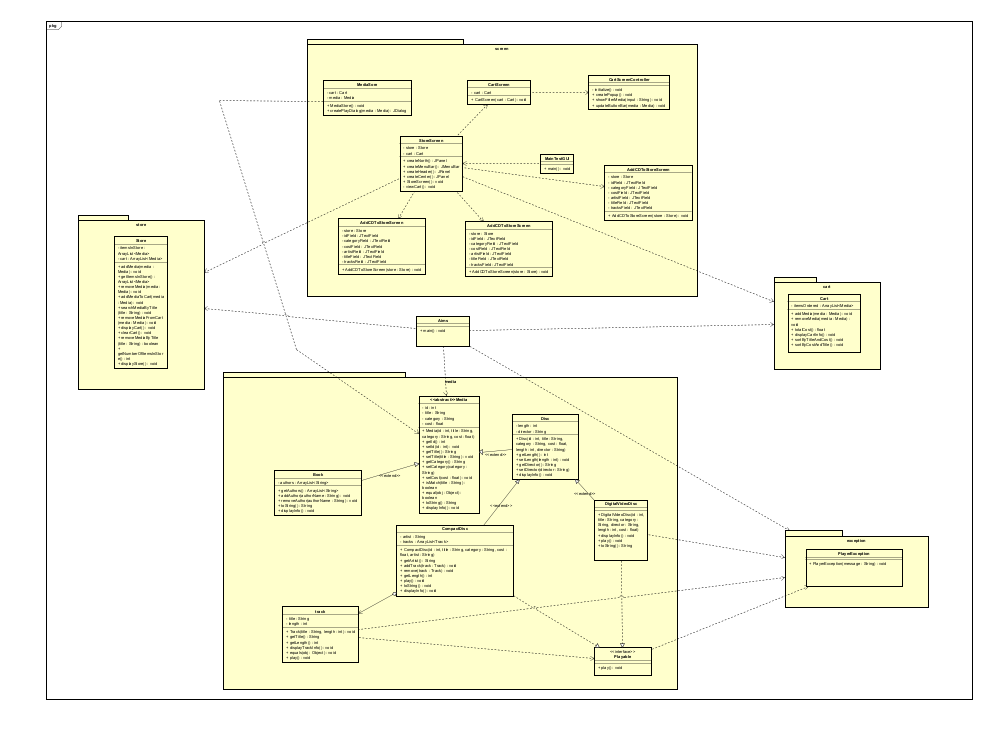 pkg
screen
MediaStore
- cart : Cart
- media : Media
+ MediaStore() : void
+ createPlayDialog(media : Media) : JDialog
CartScreen
- cart : Cart
+ CartScreen(cart : Cart) : void
CartScreenController
- initialize() : void
+ createPopup() : void
+ showFilterMedia(input : String) : void
+ updateButtonBar(media : Media) : void
StoreScreen
- store : Store
- cart : Cart
+ createNorth() : JPanel
+ createMenuBar() : JMenuBar
+ createHeader() : JPanel
+ createCenter() : JPanel
+ StoreScreen() : void
- viewCart() : void
MainTestGUI
+ main() : void
AddCDToStoreScreen
- store : Store
- idField : JTextField
- categoryField : JTextField
- costField : JTextField
- artistField : JTextField
- titleField : JTextField
- tracksField : JTextField
+ AddCDToStoreScreen(store : Store) : void
AddCDToStoreScreen
- store : Store
- idField : JTextField
- categoryField : JTextField
- costField : JTextField
- artistField : JTextField
- titleField : JTextField
- tracksField : JTextField
+ AddCDToStoreScreen(store : Store) : void
AddCDToStoreScreen
- store : Store
- idField : JTextField
- categoryField : JTextField
- costField : JTextField
- artistField : JTextField
- titleField : JTextField
- tracksField : JTextField
+ AddCDToStoreScreen(store : Store) : void
store
Store
- itemsInStore :
ArrayList<Media>
- cart : ArrayList<Media>
+ addMedia(media :
Media) : void
+ getItemsInStore() :
ArrayList<Media>
+ removeMedia(media :
Media) : void
+ addMediaToCart(media
: Media) : void
+ searchMediaByTitle
(title : String) : void
+ removeMediaFromCart
(media : Media) : void
+ displayCart() : void
+ clearCart() : void
+ removeMediaByTitle
(title : String) : boolean
+
getNumberOfItemsInStor
e() : int
+ displayStore() : void
cart
Cart
- itemsOrdered : ArrayList<Media>
+ addMedia(media : Media) : void
+ removeMedia(media : Media) :
void
+ totalCost() : float
+ displayCartInfo() : void
+ sortByTitleAndCost() : void
+ sortByCostAndTitle() : void
Aims
+ main() : void
media
<<abstract>>Media
- id : int
- title : String
- category : String
- cost : float
+ Media(id : int, title : String,
category : String, cost : float)
+ getId() : int
+ setId(id : int) : void
+ getTitle() : String
+ setTitle(title : String) : void
+ getCategory() : String
+ setCategory(category :
String)
+ setCost(cost : float) : void
+ isMatch(title : String) :
boolean
+ equals(obj : Object) :
boolean
+ toString() : String
+ displayInfo() : void
Disc
- length : int
- director : String
+ Disc(id : int, title : String,
category : String, cost : float,
length : int, director : String)
+ getLength() : int
+ setLength(length : int) : void
+ getDirector() : String
+ setDirector(director : String)
+ displayInfo() : void
<<extend>>
<<extend>>
<<extend>>
<<extend>>
Book
- authors : ArrayList<String>
+ getAuthors() : ArrayList<String>
+ addAuthor(authorName : String) : void
+ removeAuthor(authorName : String) : void
+ toString() : String
+ displayInfo() : void
DigitalVideoDisc
+ DigitalVideoDisc(id : int,
title : String, category :
String, director : String,
length : int, cost : float)
+ displayInfo() : void
+ play() : void
+ toString() : String
CompactDisc
- artist : String
- tracks : ArrayList<Track>
+ CompactDisc(id : int, title : String, category : String, cost :
float, artist : String)
+ getArtist() : String
+ addTrack(track : Track) : void
+ remove(track : Track) : void
+ getLength() : int
+ play() : void
+ toString() : String
+ displayInfo() : void
track
- title : String
- length : int
+ Track(title : String, length : int) : void
+ getTitle() : String
+ getLength() : int
+ displayTrackInfo() : void
+ equals(obj : Object) : void
+ play() : void
<<interface>>
Playable
+ play() : void
exception
PlayerException
+ PlayerException(message : String) : void